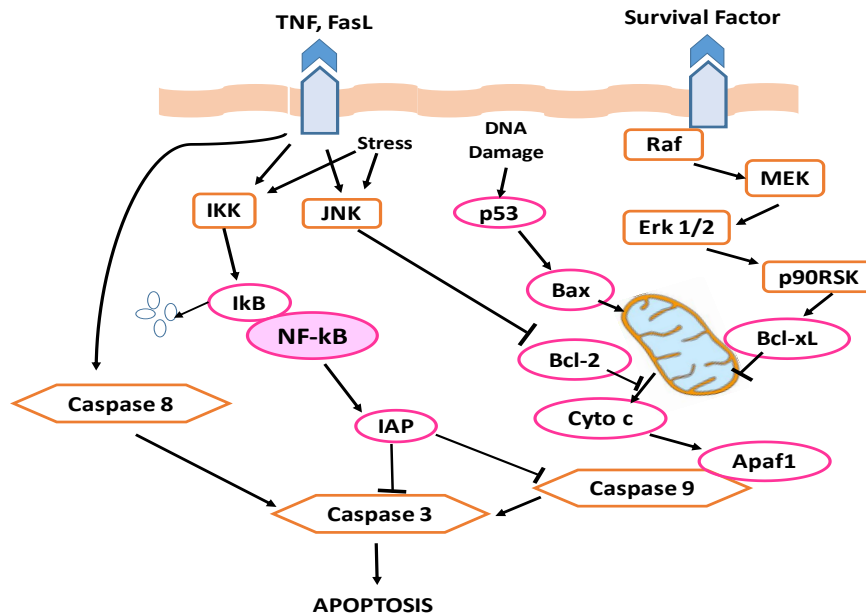 TNF, FasL
Survival Factor
Stress
DNA
Damage
Raf
MEK
IKK
JNK
p53
Erk 1/2
p90RSK
IkB
Bax
NF-kB
Bcl-2
Bcl-xL
Caspase 8
IAP
Cyto c
Apaf1
Caspase 9
Caspase 3
APOPTOSIS